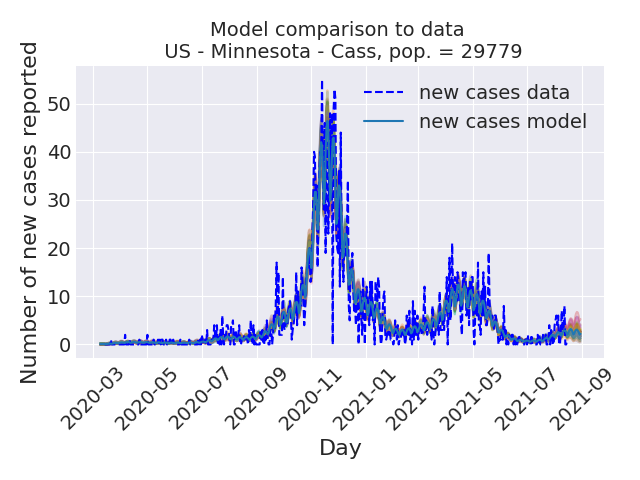 Model comparison to data
US - Minnesota - Cass, pop. = 29779
Number of new cases reported
50
40
30
20
10
0
new cases data
new cases model
2020-03
2020-05
2020-07
2020-09
2020-11
2021-01
2021-03
2021-05
2021-07
2021-09
Day